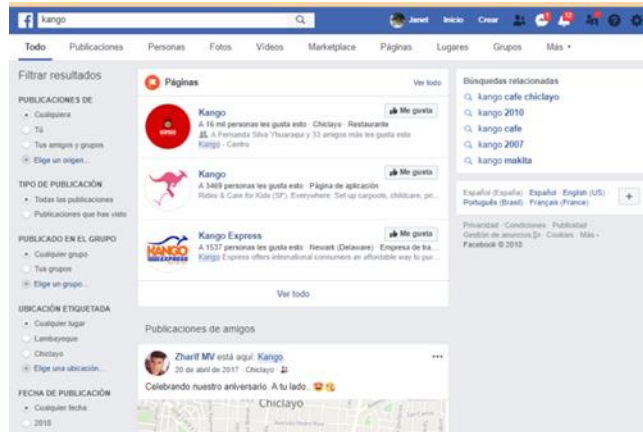 kango
Janet Inicio Crear
Todo Publicaciones Personas Fotos Vídeos Marketplace Páginas Lugares Grupos Más
Filtrar resultados
PUBLICACIONES DE
Cualquiera
Tú
Tus amigos y grupos
Elige un origen...
TIPO DE PUBLICACIÓN
Todas las publicaciones
Publicaciones que has visto
PUBLICADO EN EL GRUPO
Cualquier grupo
Tus grupos
Elige un grupo...
UBICACIÓN ETIQUETADA
Cualquier lugar
Lambayeque
Chiclayo
Elige una ubicación...
FECHA DE PUBLICACIÓN
Cualquier fecha
2018
Páginas Ver todo
Kango Me gusta
A 16 mil personas les gusta esto · Chiclayo · Restaurante
A Fernanda Silva Yhuaraqui y 33 amigos más les gusta esto
Kango - Centro
Kango Me gusta
A 3469 personas les gusta esto · Página de aplicación
Rides & Care for Kids (SF). Everywhere: Set up carpools, childcare, pe...
KANGO EXPRESS
Kango Express Me gusta
A 1537 personas les gusta esto · Newark (Delaware) · Empresa de tra...
Kango Express offers international consumers an affordable way to pur...
Ver todo
Publicaciones de amigos
Zharif MV está aquí: Kango.
20 de abril de 2017 · Chiclayo
Celebrando nuestro aniversario. A tu lado..
Chiclayo
Búsquedas relacionadas
kango cafe chiclayo
kango 2010
kango cafe
kango 2007
kango makita
Español (España) · Español · English (US) ·
Português (Brasil) · Français (France)
Privacidad · Condiciones · Publicidad
Gestión de anuncios · Cookies · Más
Facebook © 2018